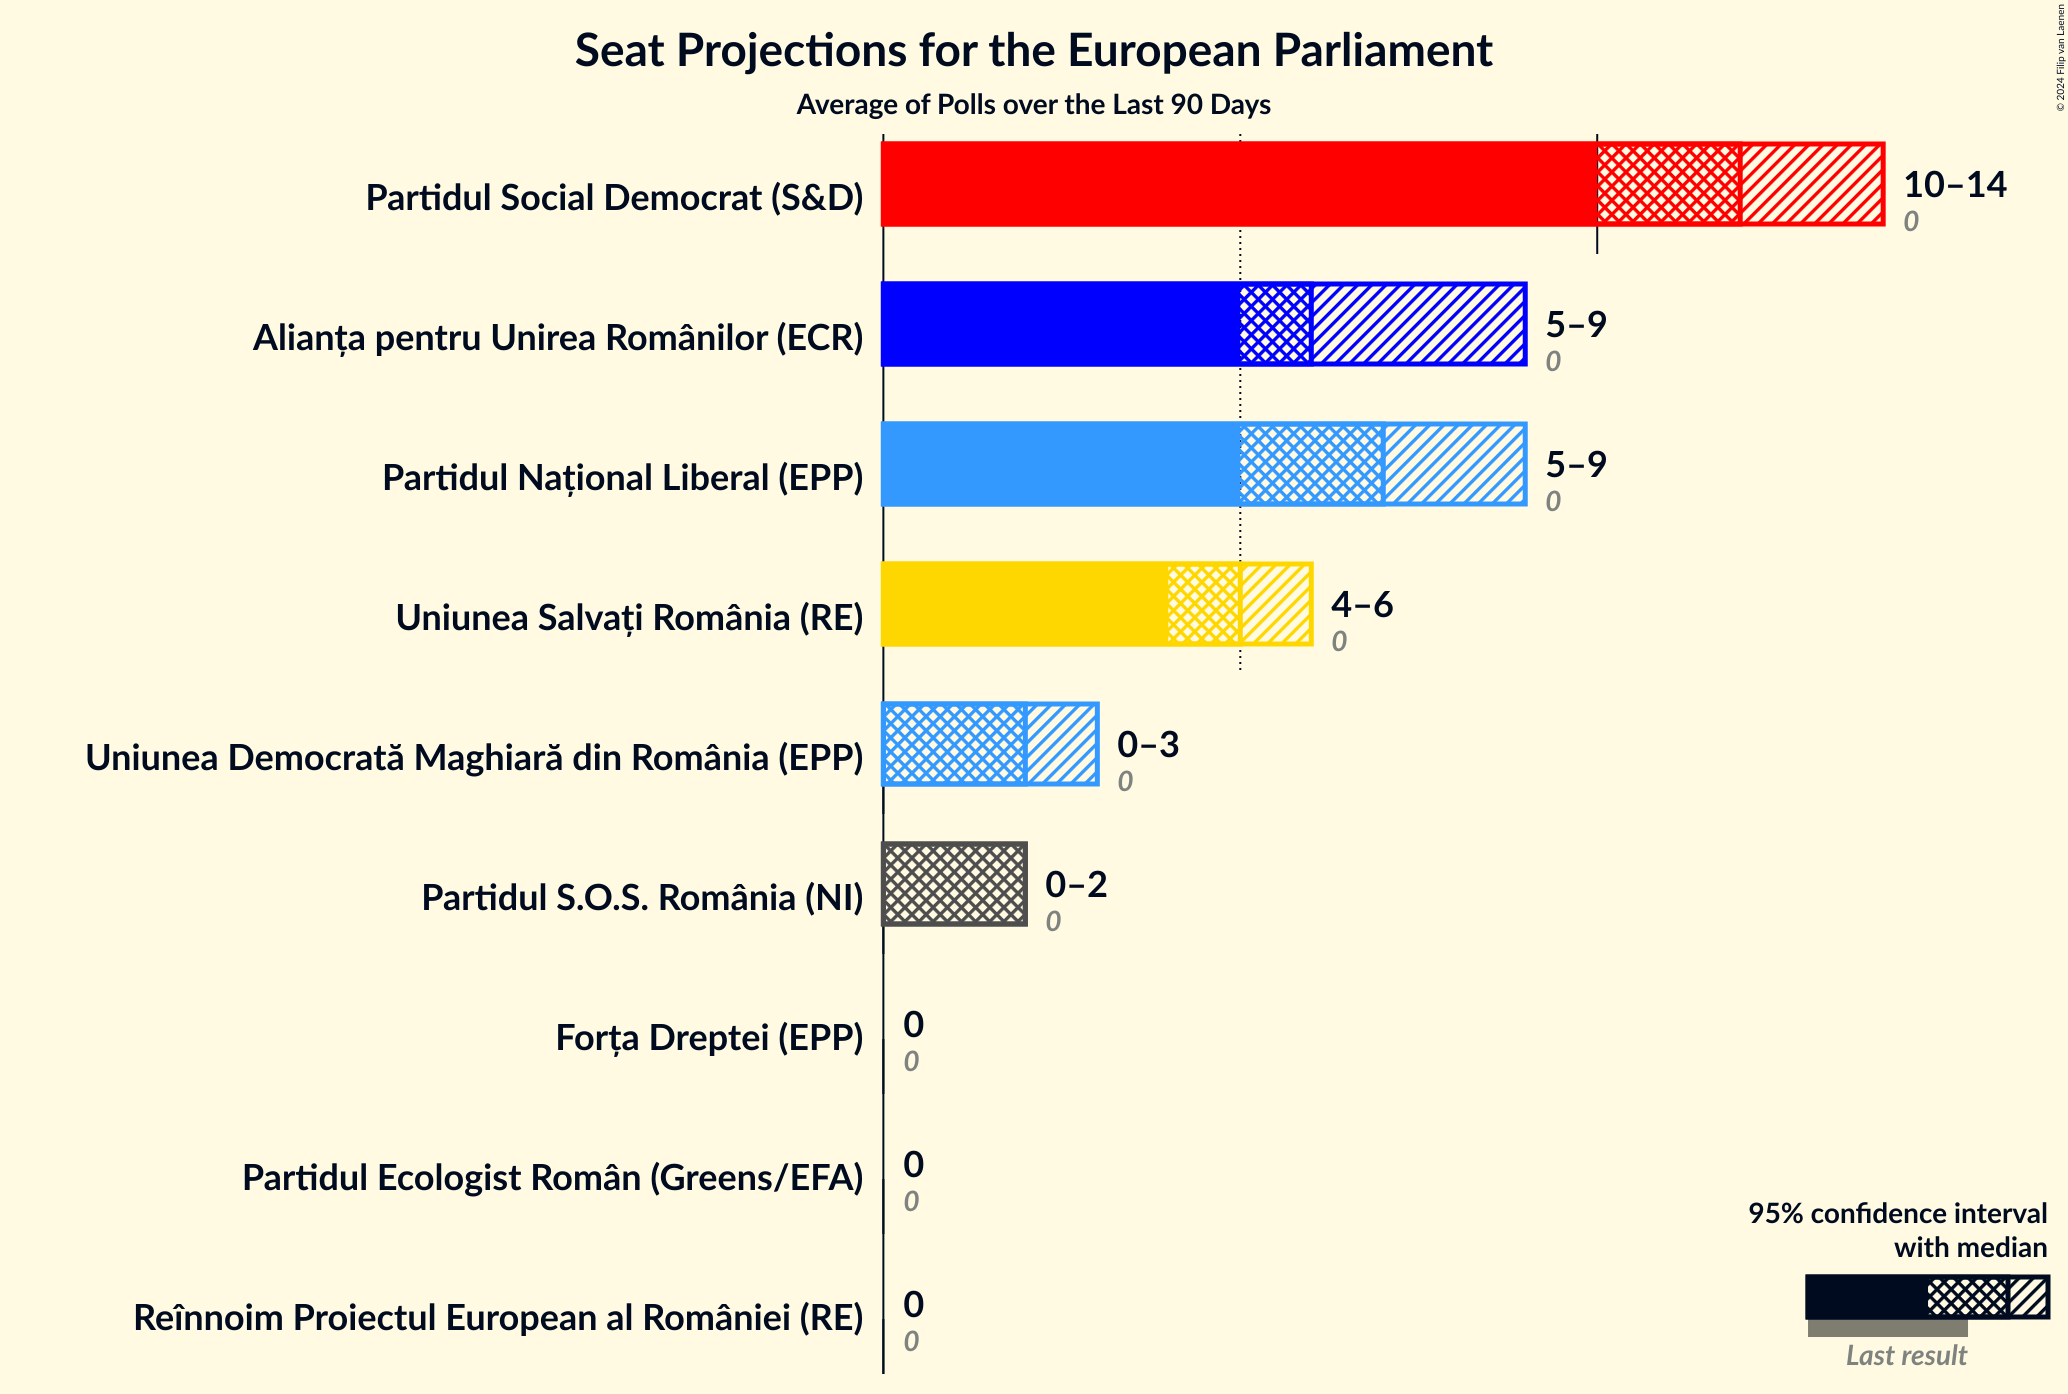 Seat Projections for the European Parliament
Average of Polls over the Last 90 Days
© 2024 Filip van Laenen
Partidul Social Democrat (S&D)
10–14
0
Alianța pentru Unirea Românilor (ECR)
5–9
0
Partidul Național Liberal (EPP)
5–9
0
Uniunea Salvați România (RE)
4–6
0
Uniunea Democrată Maghiară din România (EPP)
0–3
0
Partidul S.O.S. România (NI)
0–2
0
Forța Dreptei (EPP)
0
0
Partidul Ecologist Român (Greens/EFA)
0
0
Reînnoim Proiectul European al României (RE)
0
0
95% confidence interval
with median
Last result